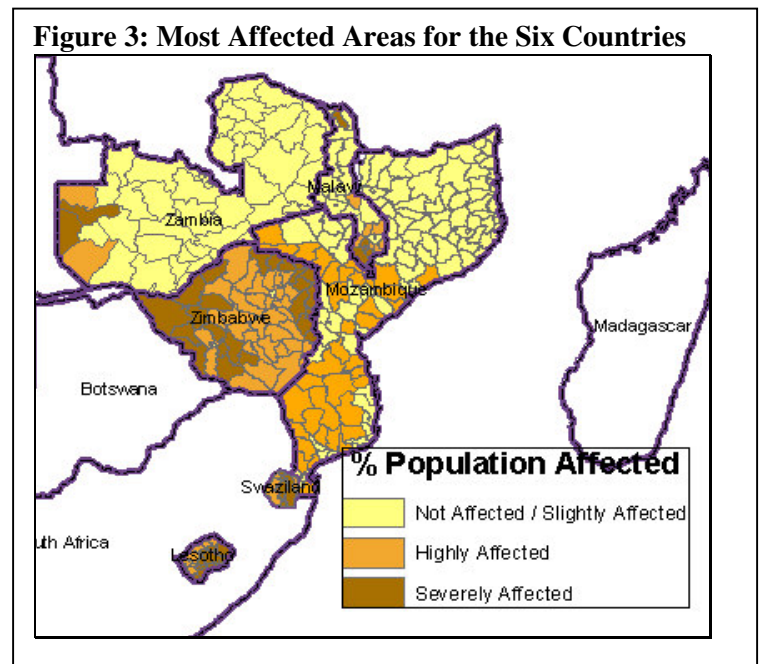 Figure 3: Most Affected Areas for the Six Countries
Malawi
Zambia
Mozambique
Zimbabwe
Madagascar
Botswana
% Population Affected
Swaziland
Not Affected / Slightly Affected
uth Africa
Lesotho
Highly Affected
Severely Affected